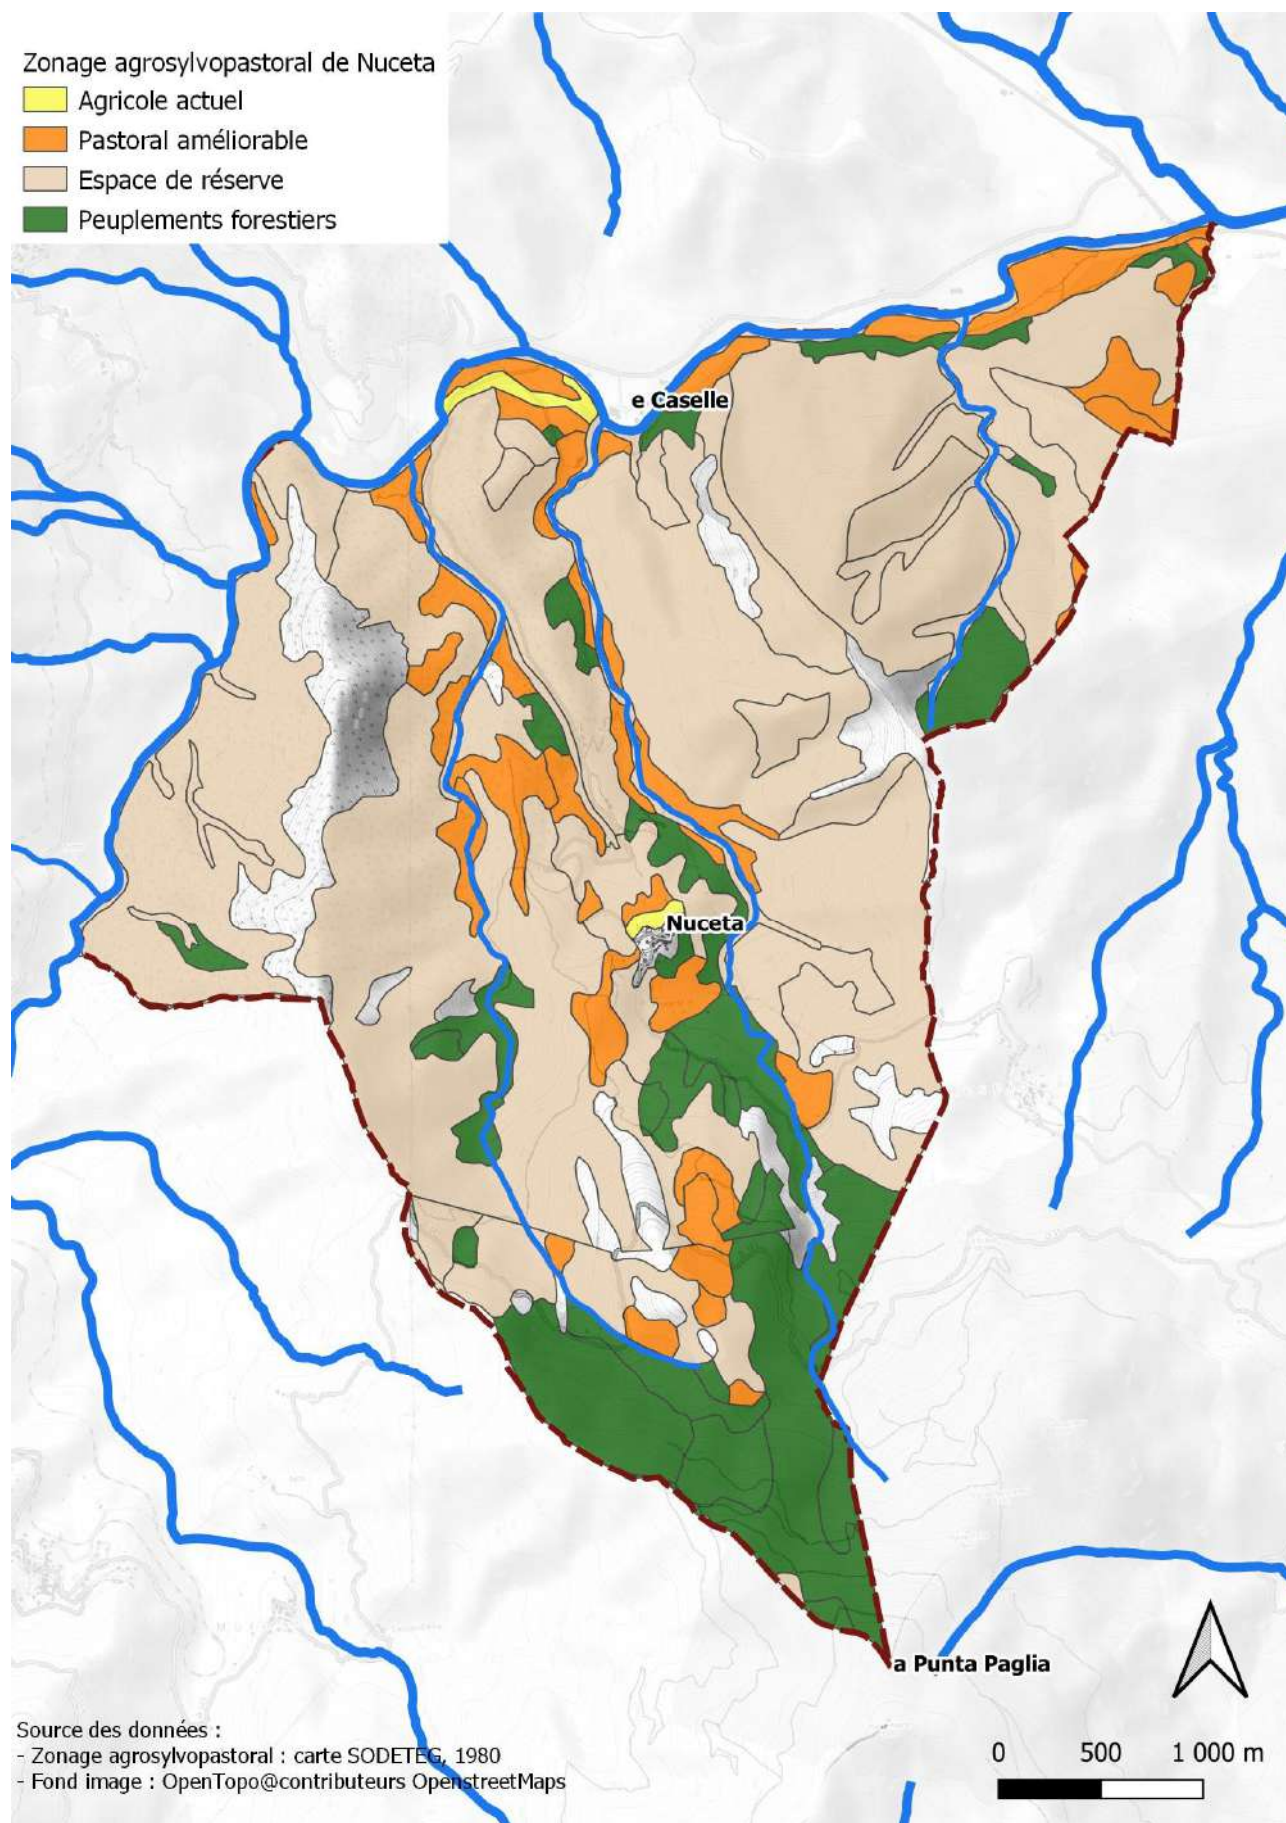 Zonage agrosylvopastoral de Nuceta
Agricole actuel
Pastoral améliorable
Espace de réserve
Peuplements forestiers
e Caselle
Nuceta
a Punta Paglia
Source des données :
- Zonage agrosylvopastoral : carte SODETEG, 1980
- Fond image : OpenTopo@contributeurs OpenstreetMaps
0 500 1 000 m